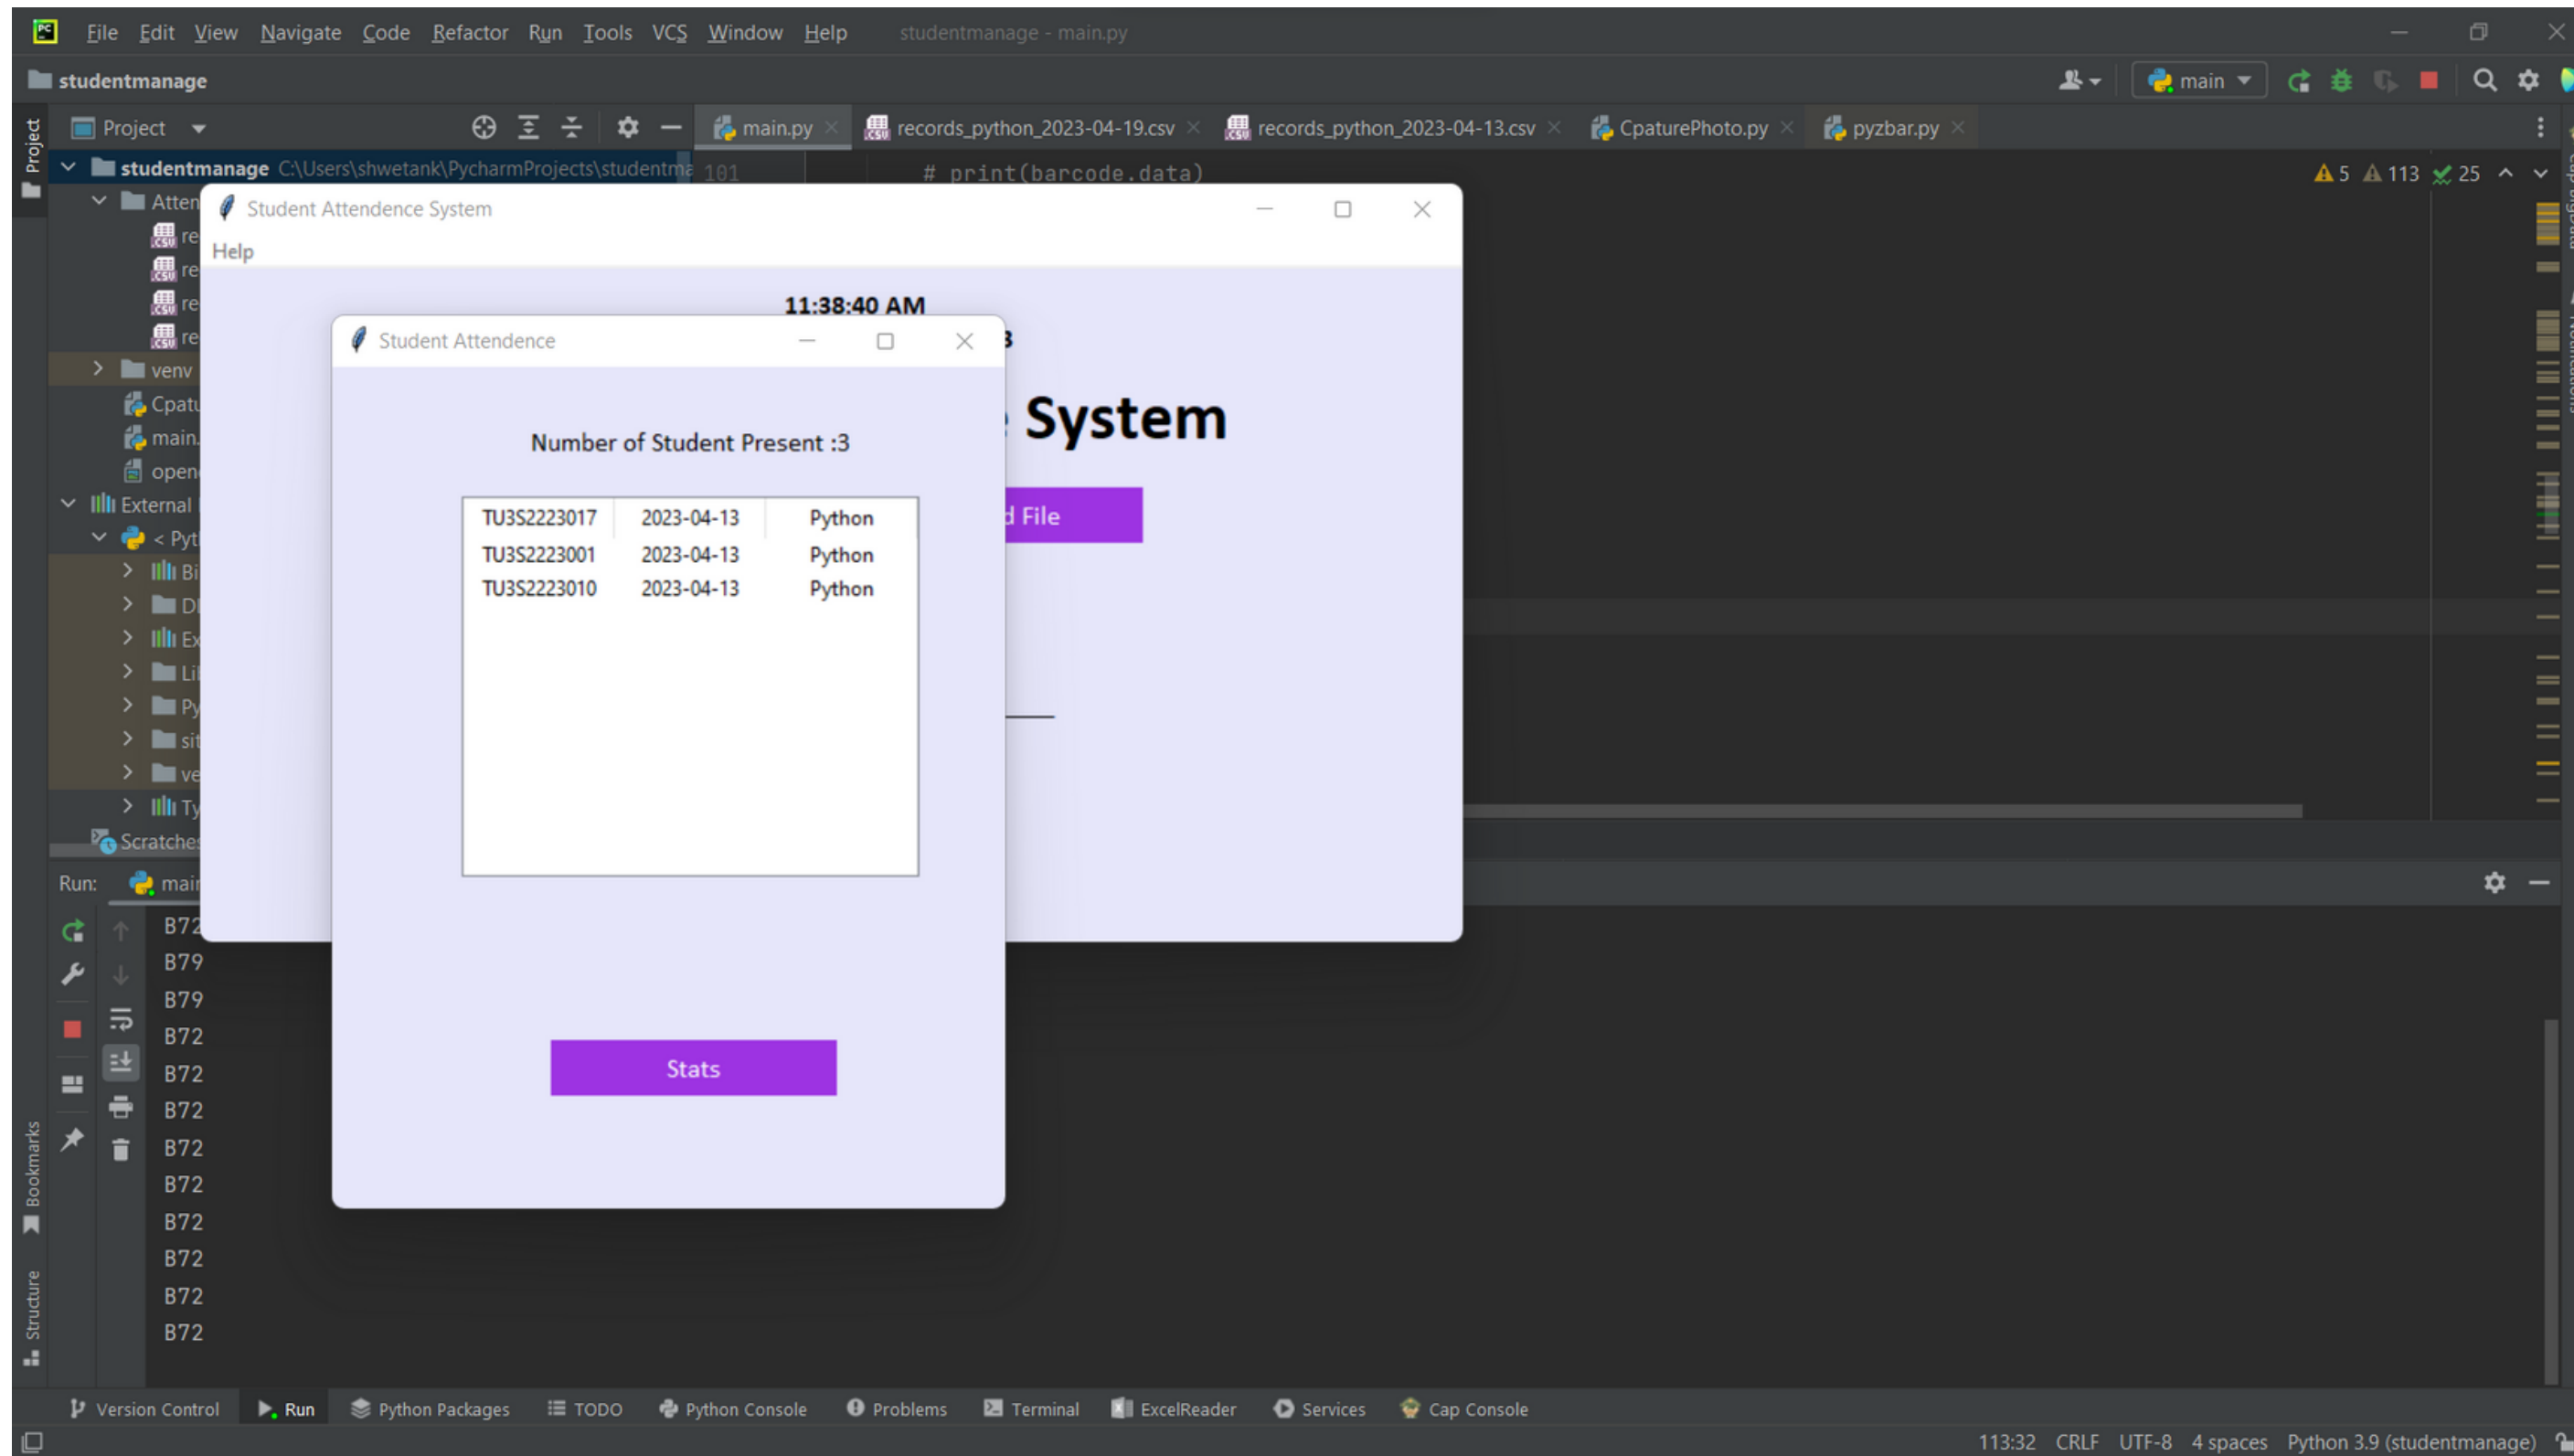 File Edit View Navigate Code Refactor Run Tools VCS Window Help studentmanage - main.py
studentmanage
main
Project
main.py records_python_2023-04-19.csv records_python_2023-04-13.csv CpaturePhoto.py pyzbar.py
Project
studentmanage C:\Users\shwetank\PycharmProjects\studentma
101 # print(barcode.data)
5 113 25
Student Attendence System
Help
11:38:40 AM
Student Attendence
venv
System
Number of Student Present :3
d File
TU3S2223017 2023-04-13 Python
TU3S2223001 2023-04-13 Python
TU3S2223010 2023-04-13 Python
main.
External
Scratche
Run:
B72
B79
B79
B72
B72
B72
B72
B72
B72
B72
B72
B72
Stats
Bookmarks
Structure
Version Control Run Python Packages TODO Python Console Problems Terminal ExcelReader Services Cap Console
113:32 CRLF UTF-8 4 spaces Python 3.9 (studentmanage)